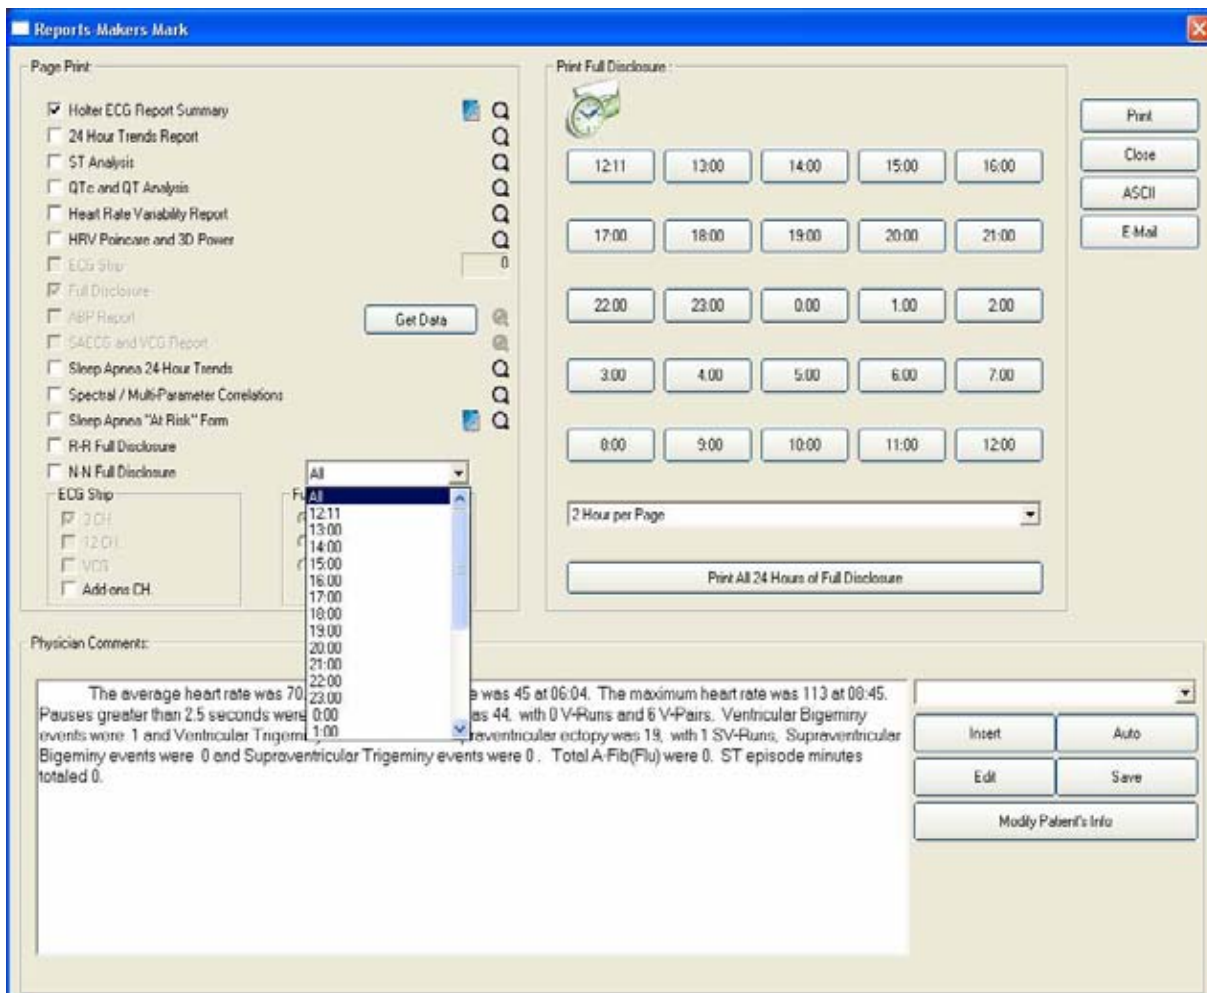 Reports-Makers Mark
Page Print
Holter ECG Report Summary
24 Hour Trends Report
ST Analysis
QTc and QT Analysis
Heart Rate Variability Report
HRV Poincare and 3D Power
ECG Strip
0
Full Disclosure
ABP Report
Get Data
SAECG and VCG Report
Sleep Apnea 24-Hour Trends
Spectral / Multi-Parameter Correlations
Sleep Apnea "At Risk" Form
R-R Full Disclosure
N-N Full Disclosure
All
ECG Strip
3 CH
12 CH.
VCG
Add-ons CH.
Fu
All
12:11
13:00
14:00
15:00
16:00
17:00
18:00
19:00
20:00
21:00
22:00
23:00
0:00
1:00
Print Full Disclosure :
12:11 13:00 14:00 15:00 16:00
17:00 18:00 19:00 20:00 21:00
22:00 23:00 0:00 1:00 2:00
3:00 4:00 5:00 6:00 7:00
8:00 9:00 10:00 11:00 12:00
2 Hour per Page
Print All 24 Hours of Full Disclosure
Print
Close
ASCII
E-Mail
Physician Comments:
The average heart rate was 70. e was 45 at 06:04. The maximum heart rate was 113 at 08:45.
Pauses greater than 2.5 seconds were as 44. with 0 V-Runs and 6 V-Pairs. Ventricular Bigeminy
events were 1 and Ventricular Trigemi praventricular ectopy was 19, with 1 SV-Runs, Supraventricular
Bigeminy events were 0 and Supraventricular Trigeminy events were 0 . Total A-Fib(Flu) were 0. ST episode minutes
totaled 0.
Insert Auto
Edit Save
Modify Patient's Info